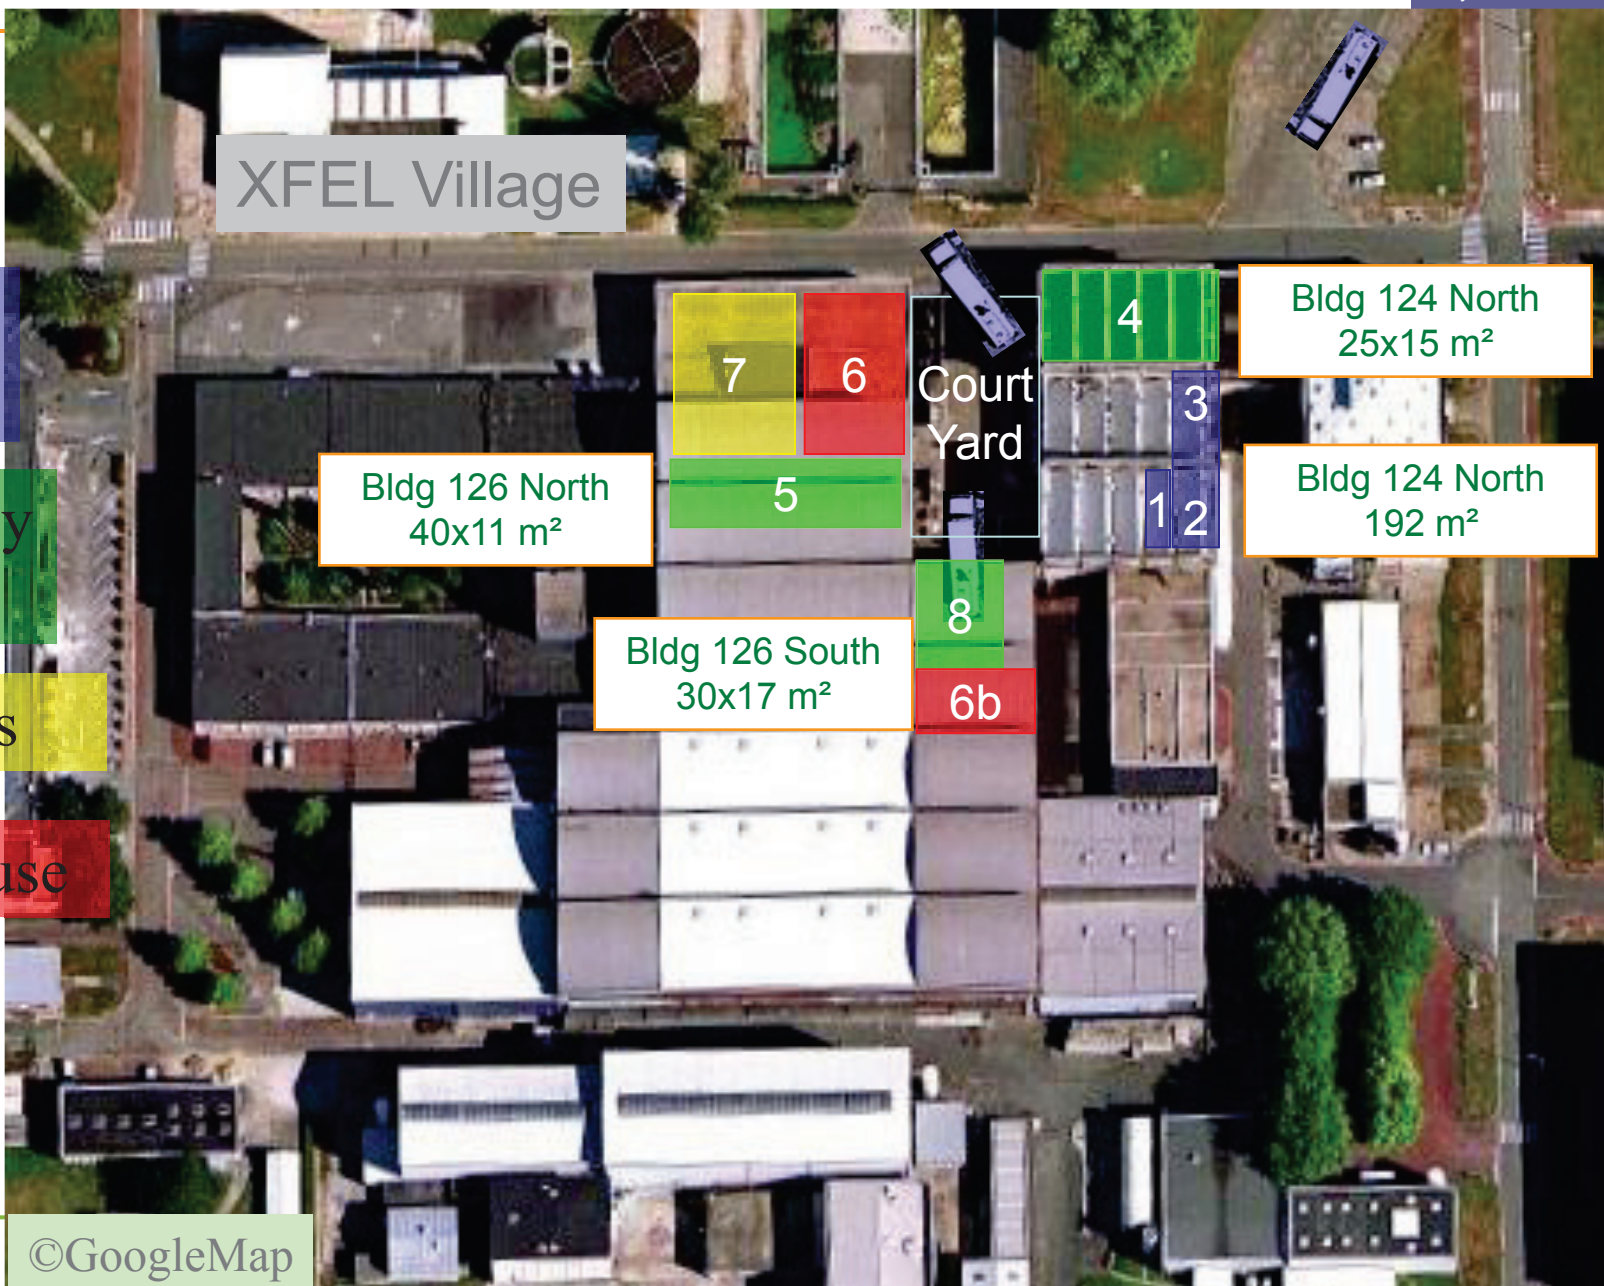 XFEL Village
4
Bldg 124 North
25x15 m²
7
6
Court
Yard
3
Bldg 126 North
40x11 m²
5
1
2
Bldg 124 North
192 m²
8
Bldg 126 South
30x17 m²
6b
y
s
use
©GoogleMap